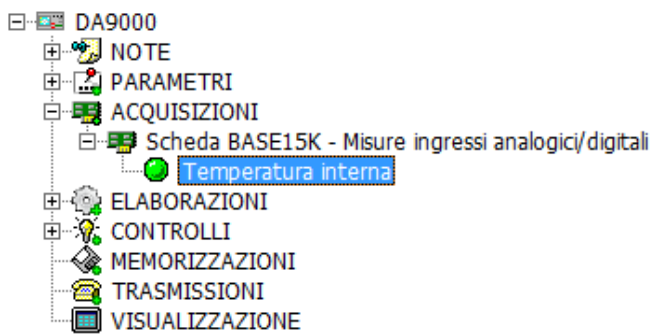 DA9000
NOTE
PARAMETRI
ACQUISIZIONI
Scheda BASE15K - Misure ingressi analogici/digitali
Temperatura interna
ELABORAZIONI
CONTROLLI
MEMORIZZAZIONI
TRASMISSIONI
VISUALIZZAZIONE